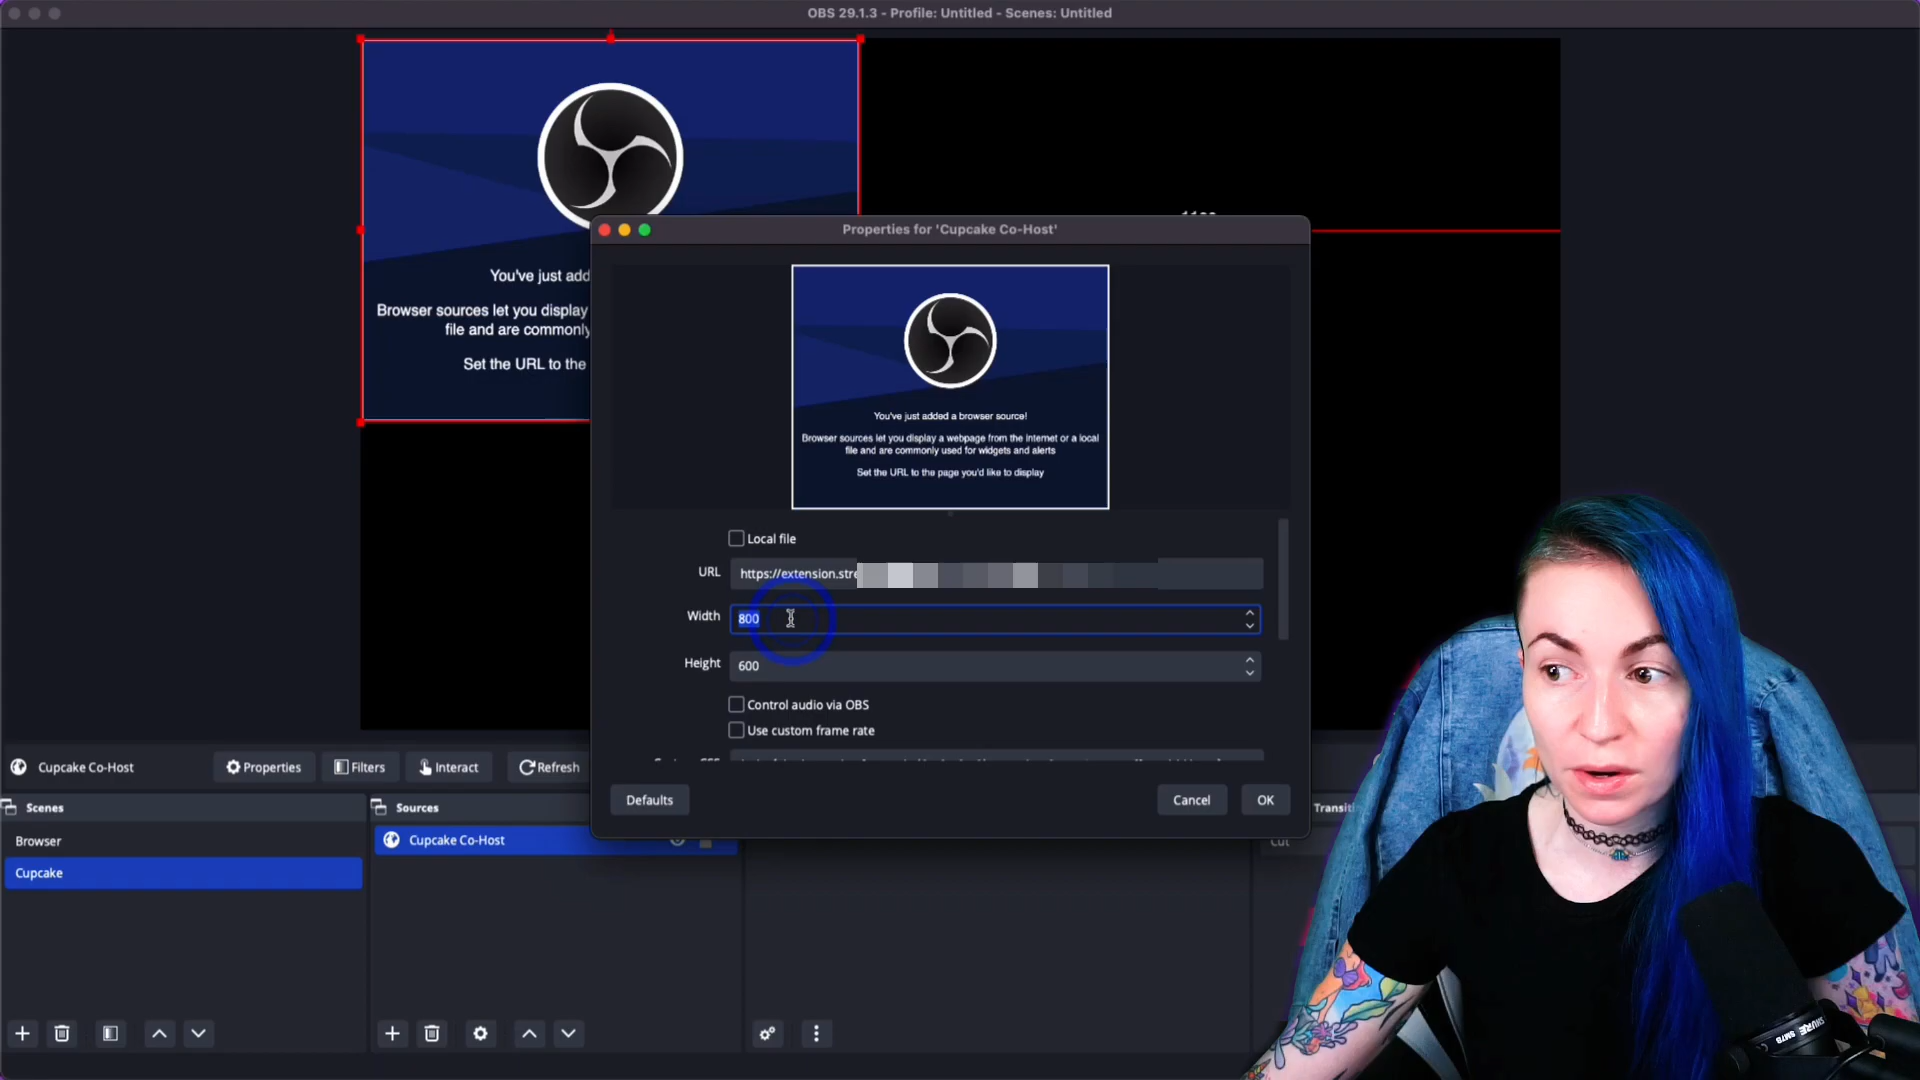 OBS 29.1.3 - Profile: Untitled - Scenes: Untitled
You've just add
Browser sources let you display
file and are commonly
Set the URL to the
Properties for 'Cupcake Co-Host'
You've just added a browser source!
Browser sources let you display a webpage from the internet or a local
file and are commonly used for widgets and alerts
Set the URL to the page you'd like to display
Local file
URL https://extension.stre
Width 800
Height 600
Control audio via OBS
Use custom frame rate
Defaults Cancel OK
Cupcake Co-Host Properties Filters Interact Refresh
Scenes
Browser
Cupcake
Sources
Cupcake Co-Host
Transiti
Cut
SHURE
SM7B